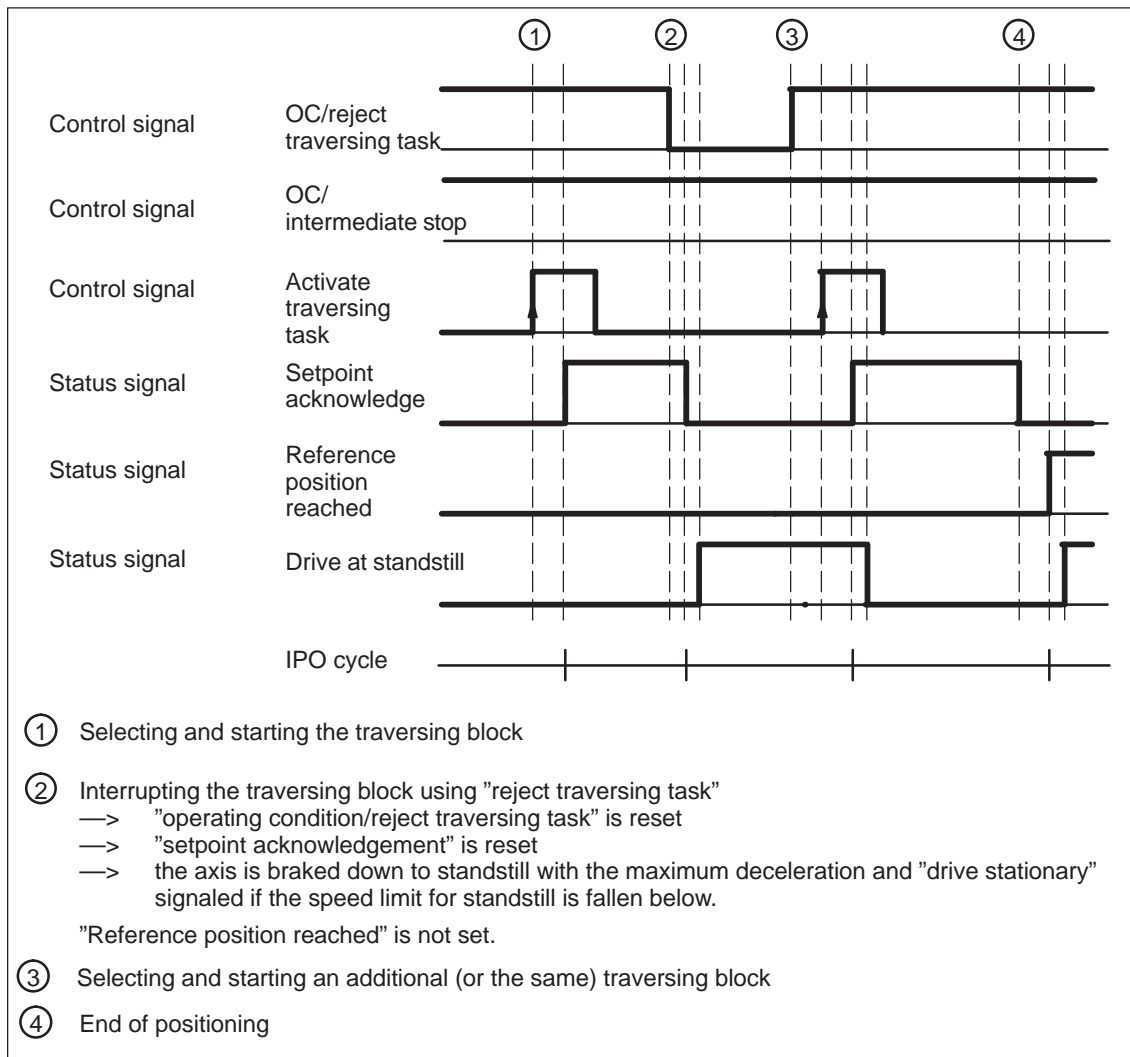 1 2 3 4
Control signal OC/reject
traversing task
Control signal OC/
intermediate stop
Control signal Activate
traversing
task
Status signal Setpoint
acknowledge
Status signal Reference
position
reached
Status signal Drive at standstill
IPO cycle
1 Selecting and starting the traversing block
2 Interrupting the traversing block using ”reject traversing task”
—> ”operating condition/reject traversing task” is reset
—> ”setpoint acknowledgement” is reset
—> the axis is braked down to standstill with the maximum deceleration and ”drive stationary”
signaled if the speed limit for standstill is fallen below.
”Reference position reached” is not set.
3 Selecting and starting an additional (or the same) traversing block
4 End of positioning